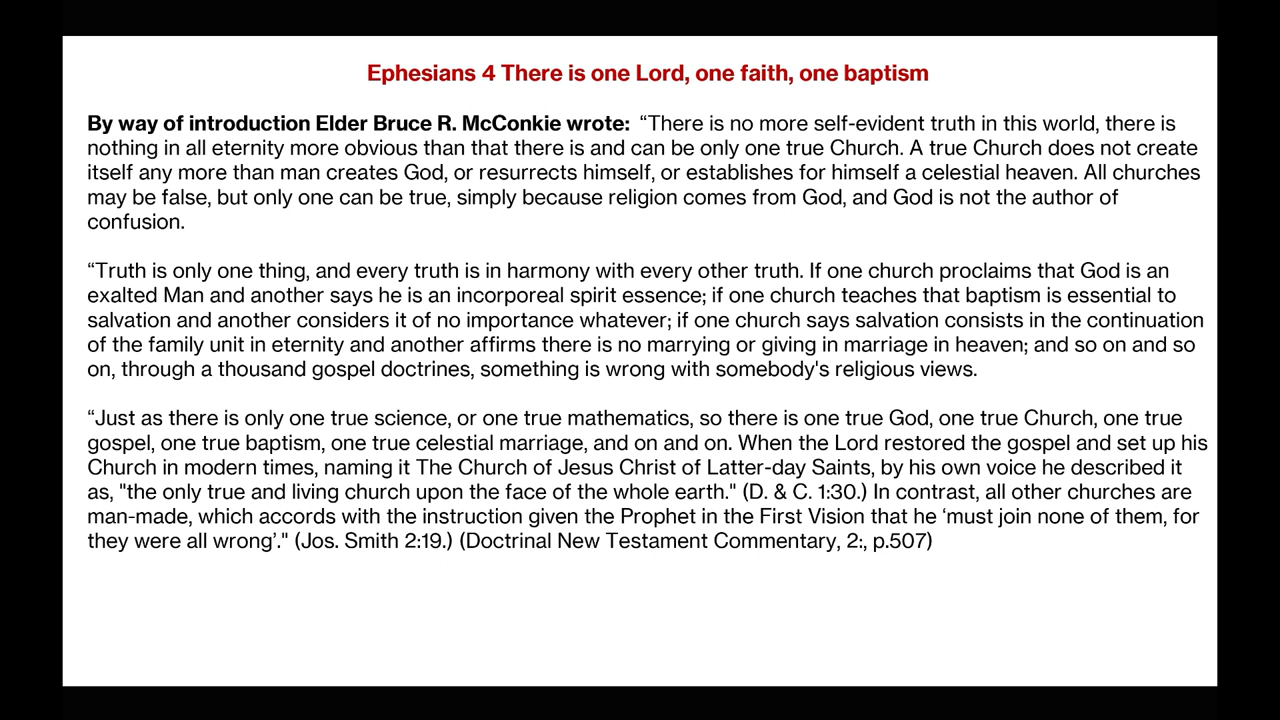 Ephesians 4 There is one Lord, one faith, one baptism
By way of introduction Elder Bruce R. McConkie wrote:  “There is no more self-evident truth in this world, there is
nothing in all eternity more obvious than that there is and can be only one true Church. A true Church does not create
itself any more than man creates God, or resurrects himself, or establishes for himself a celestial heaven. All churches
may be false, but only one can be true, simply because religion comes from God, and God is not the author of
confusion.
“Truth is only one thing, and every truth is in harmony with every other truth. If one church proclaims that God is an
exalted Man and another says he is an incorporeal spirit essence; if one church teaches that baptism is essential to
salvation and another considers it of no importance whatever; if one church says salvation consists in the continuation
of the family unit in eternity and another affirms there is no marrying or giving in marriage in heaven; and so on and so
on, through a thousand gospel doctrines, something is wrong with somebody's religious views.
“Just as there is only one true science, or one true mathematics, so there is one true God, one true Church, one true
gospel, one true baptism, one true celestial marriage, and on and on. When the Lord restored the gospel and set up his
Church in modern times, naming it The Church of Jesus Christ of Latter-day Saints, by his own voice he described it
as, "the only true and living church upon the face of the whole earth." (D. & C. 1:30.) In contrast, all other churches are
man-made, which accords with the instruction given the Prophet in the First Vision that he ‘must join none of them, for
they were all wrong’." (Jos. Smith 2:19.) (Doctrinal New Testament Commentary, 2:, p.507)